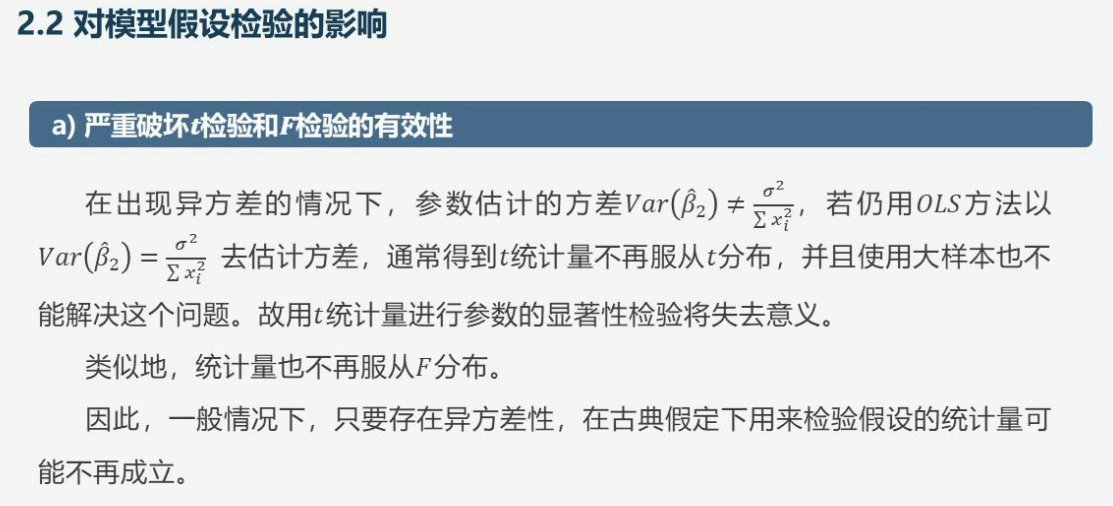 2.2 对模型假设检验的影响
a) 严重破坏t检验和F检验的有效性
在出现异方差的情况下，参数估计的方差Var(β̂₂) ≠ σ²/∑xᵢ²，若仍用OLS方法以
Var(β̂₂) = σ²/∑xᵢ² 去估计方差，通常得到t统计量不再服从t分布，并且使用大样本也不
能解决这个问题。故用t统计量进行参数的显著性检验将失去意义。
类似地，统计量也不再服从F分布。
因此，一般情况下，只要存在异方差性，在古典假定下用来检验假设的统计量可
能不再成立。